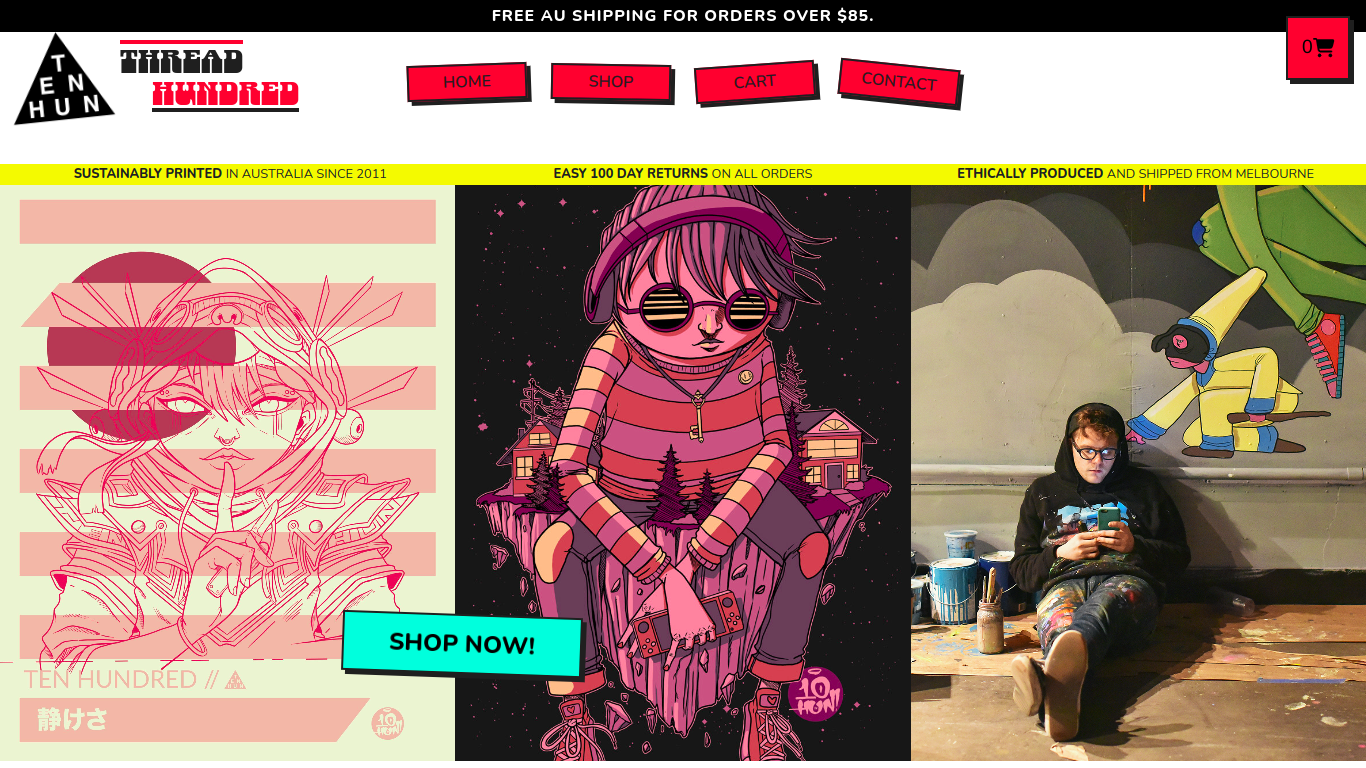 FREE AU SHIPPING FOR ORDERS OVER $85.
0
TEN
HUN
THREAD
HUNDRED
HOME
SHOP
CART
CONTACT
SUSTAINABLY PRINTED IN AUSTRALIA SINCE 2011
EASY 100 DAY RETURNS ON ALL ORDERS
ETHICALLY PRODUCED AND SHIPPED FROM MELBOURNE
SHOP NOW!
TEN HUNDRED //
静けさ
10
HUN!
10
HUN!!